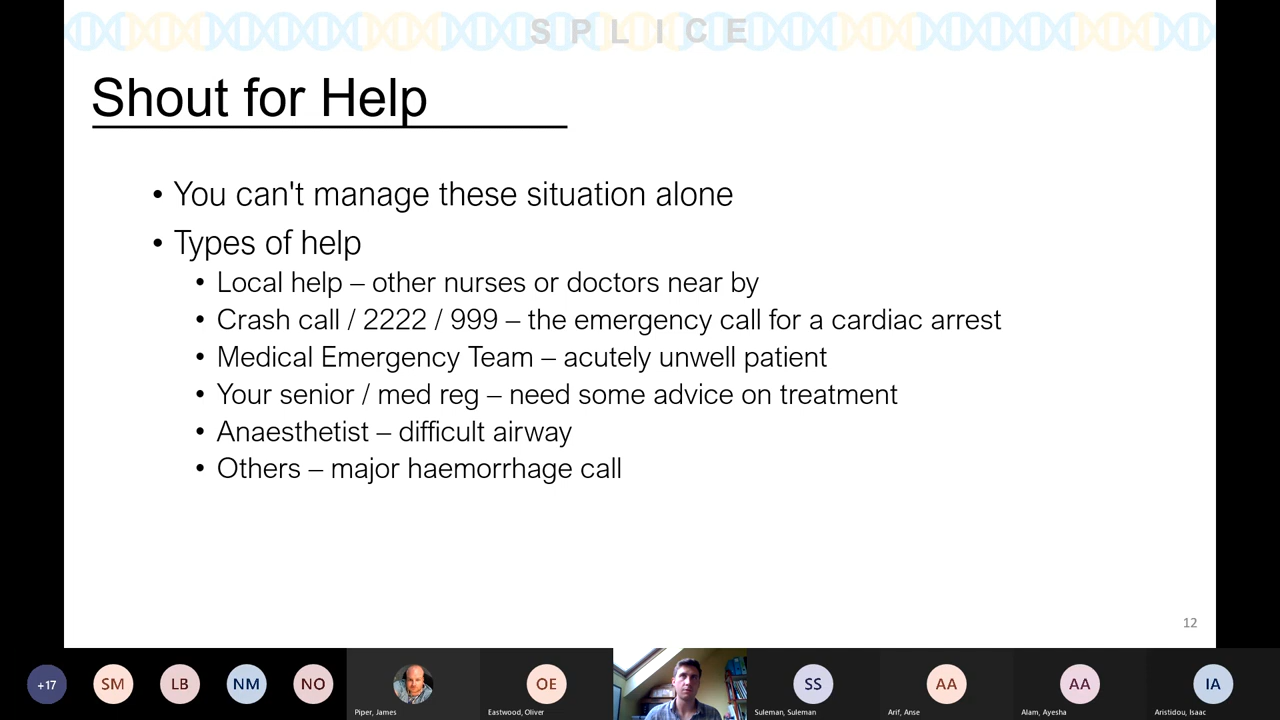 SPLICE
Shout for Help
• You can't manage these situation alone
• Types of help
• Local help – other nurses or doctors near by
• Crash call / 2222 / 999 – the emergency call for a cardiac arrest
• Medical Emergency Team – acutely unwell patient
• Your senior / med reg – need some advice on treatment
• Anaesthetist – difficult airway
• Others – major haemorrhage call
12
+17 SM LB NM NO OE SS AA AA IA
Piper, James Eastwood, Oliver Suleman, Suleman Arif, Anse Alam, Ayesha Aristidou, Isaac